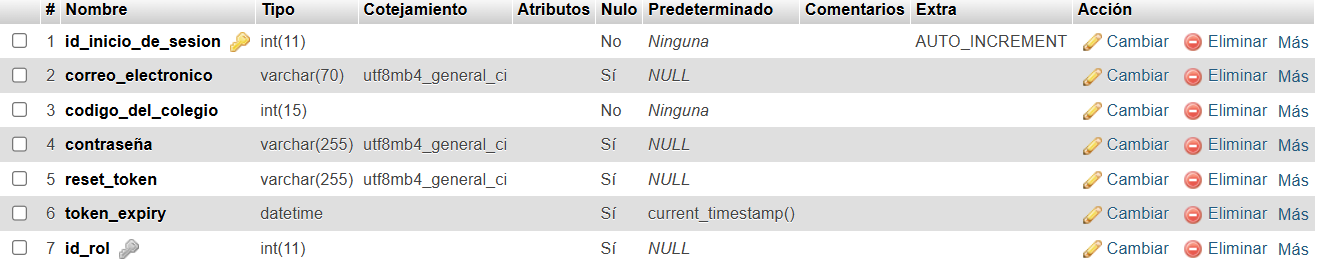 # Nombre Tipo Cotejamiento Atributos Nulo Predeterminado Comentarios Extra Acción
1 id_inicio_de_sesion int(11) No Ninguna AUTO_INCREMENT Cambiar Eliminar Más
2 correo_electronico varchar(70) utf8mb4_general_ci Sí NULL Cambiar Eliminar Más
3 codigo_del_colegio int(15) No Ninguna Cambiar Eliminar Más
4 contraseña varchar(255) utf8mb4_general_ci Sí NULL Cambiar Eliminar Más
5 reset_token varchar(255) utf8mb4_general_ci Sí NULL Cambiar Eliminar Más
6 token_expiry datetime Sí current_timestamp() Cambiar Eliminar Más
7 id_rol int(11) Sí NULL Cambiar Eliminar Más